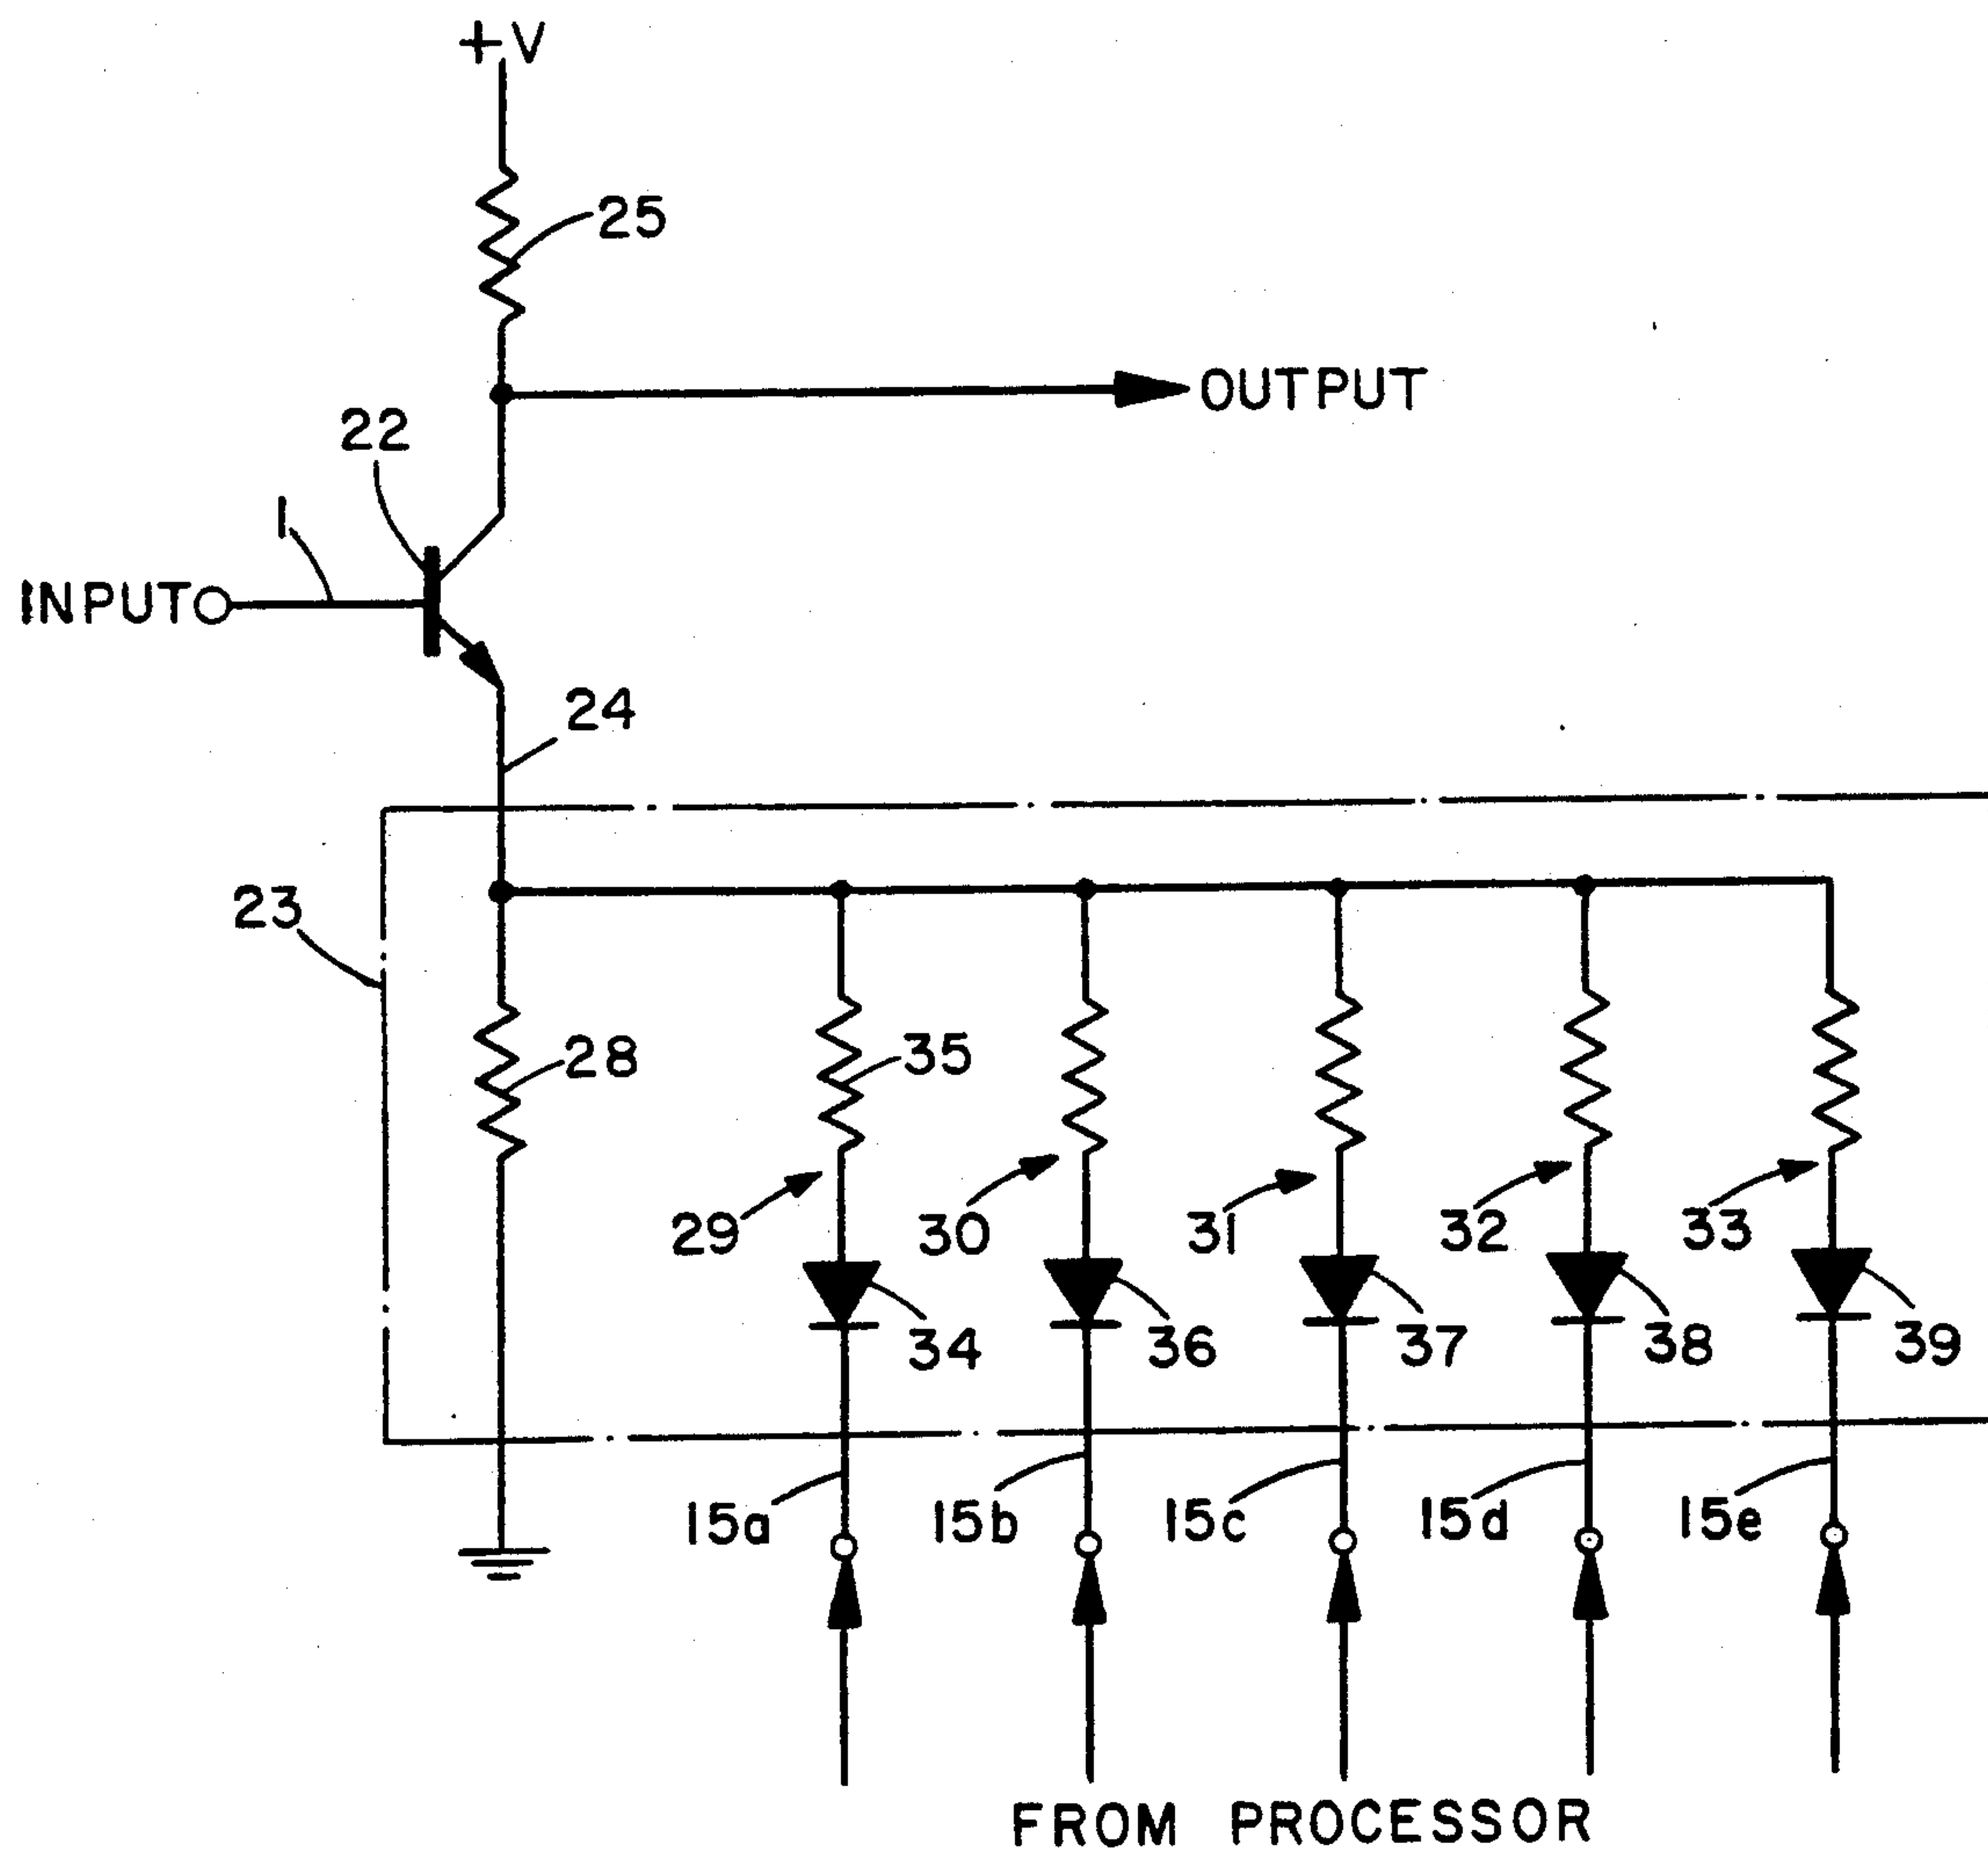 +V
25
OUTPUT
22
1
INPUT
24
23
28
35
29
30
31
32
33
34
36
37
38
39
15a
15b
15c
15d
15e
FROM PROCESSOR